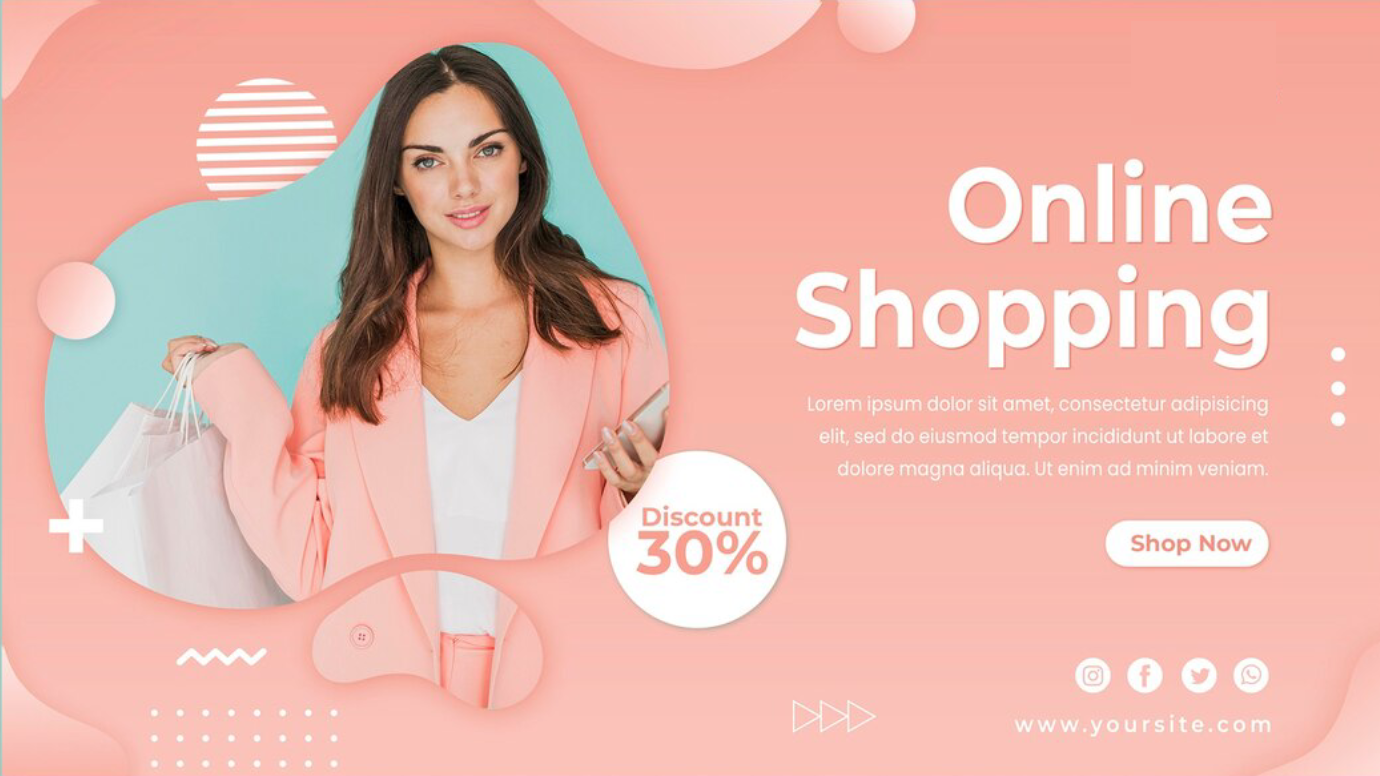 Online
Shopping
Lorem ipsum dolor sit amet, consectetur adipisicing
elit, sed do eiusmod tempor incididunt ut labore et
dolore magna aliqua. Ut enim ad minim veniam.
Shop Now
Discount
30%
www.yoursite.com